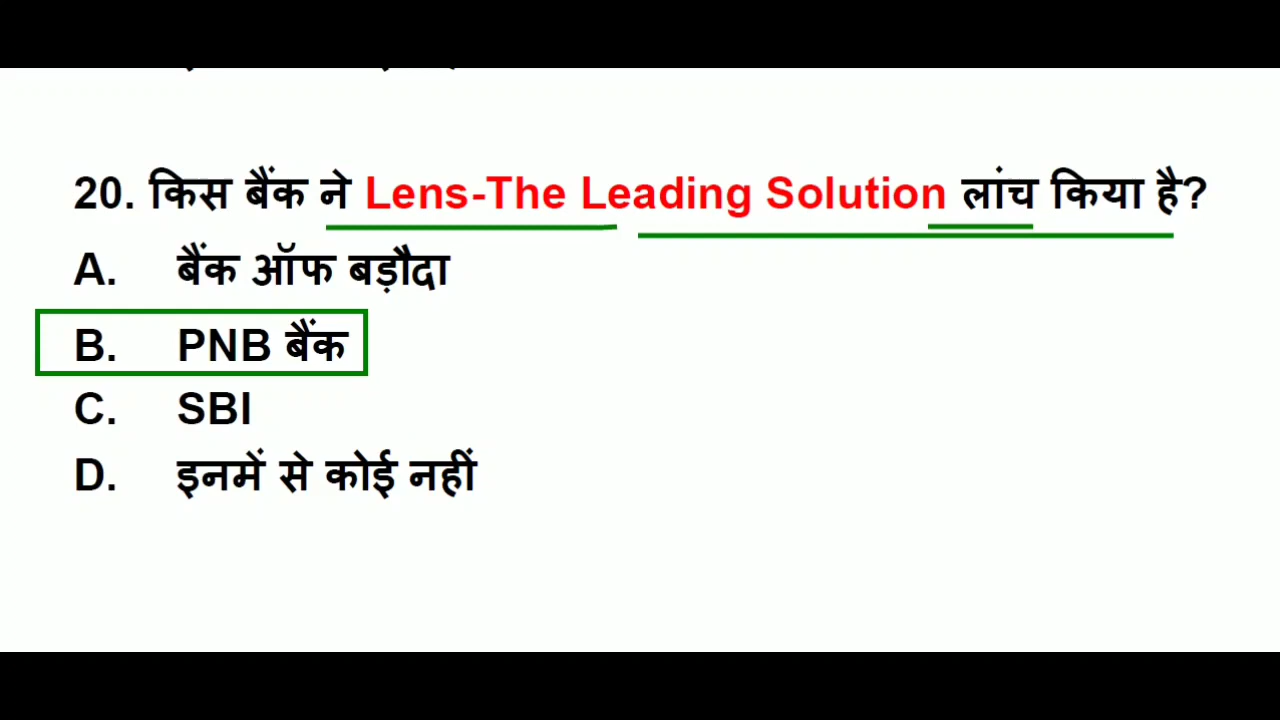 20. किस बैंक ने Lens-The Leading Solution लांच किया है?
A. बैंक ऑफ बड़ौदा
B. PNB बैंक
C. SBI
D. इनमें से कोई नहीं